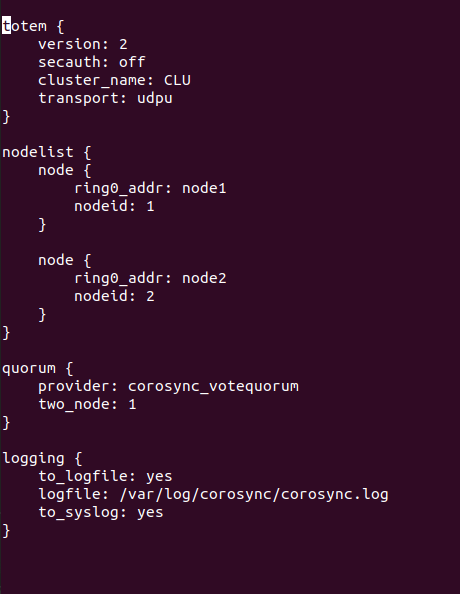 totem {
    version: 2
    secauth: off
    cluster_name: CLU
    transport: udpu
}

nodelist {
    node {
        ring0_addr: node1
        nodeid: 1
    }

    node {
        ring0_addr: node2
        nodeid: 2
    }
}

quorum {
    provider: corosync_votequorum
    two_node: 1
}

logging {
    to_logfile: yes
    logfile: /var/log/corosync/corosync.log
    to_syslog: yes
}